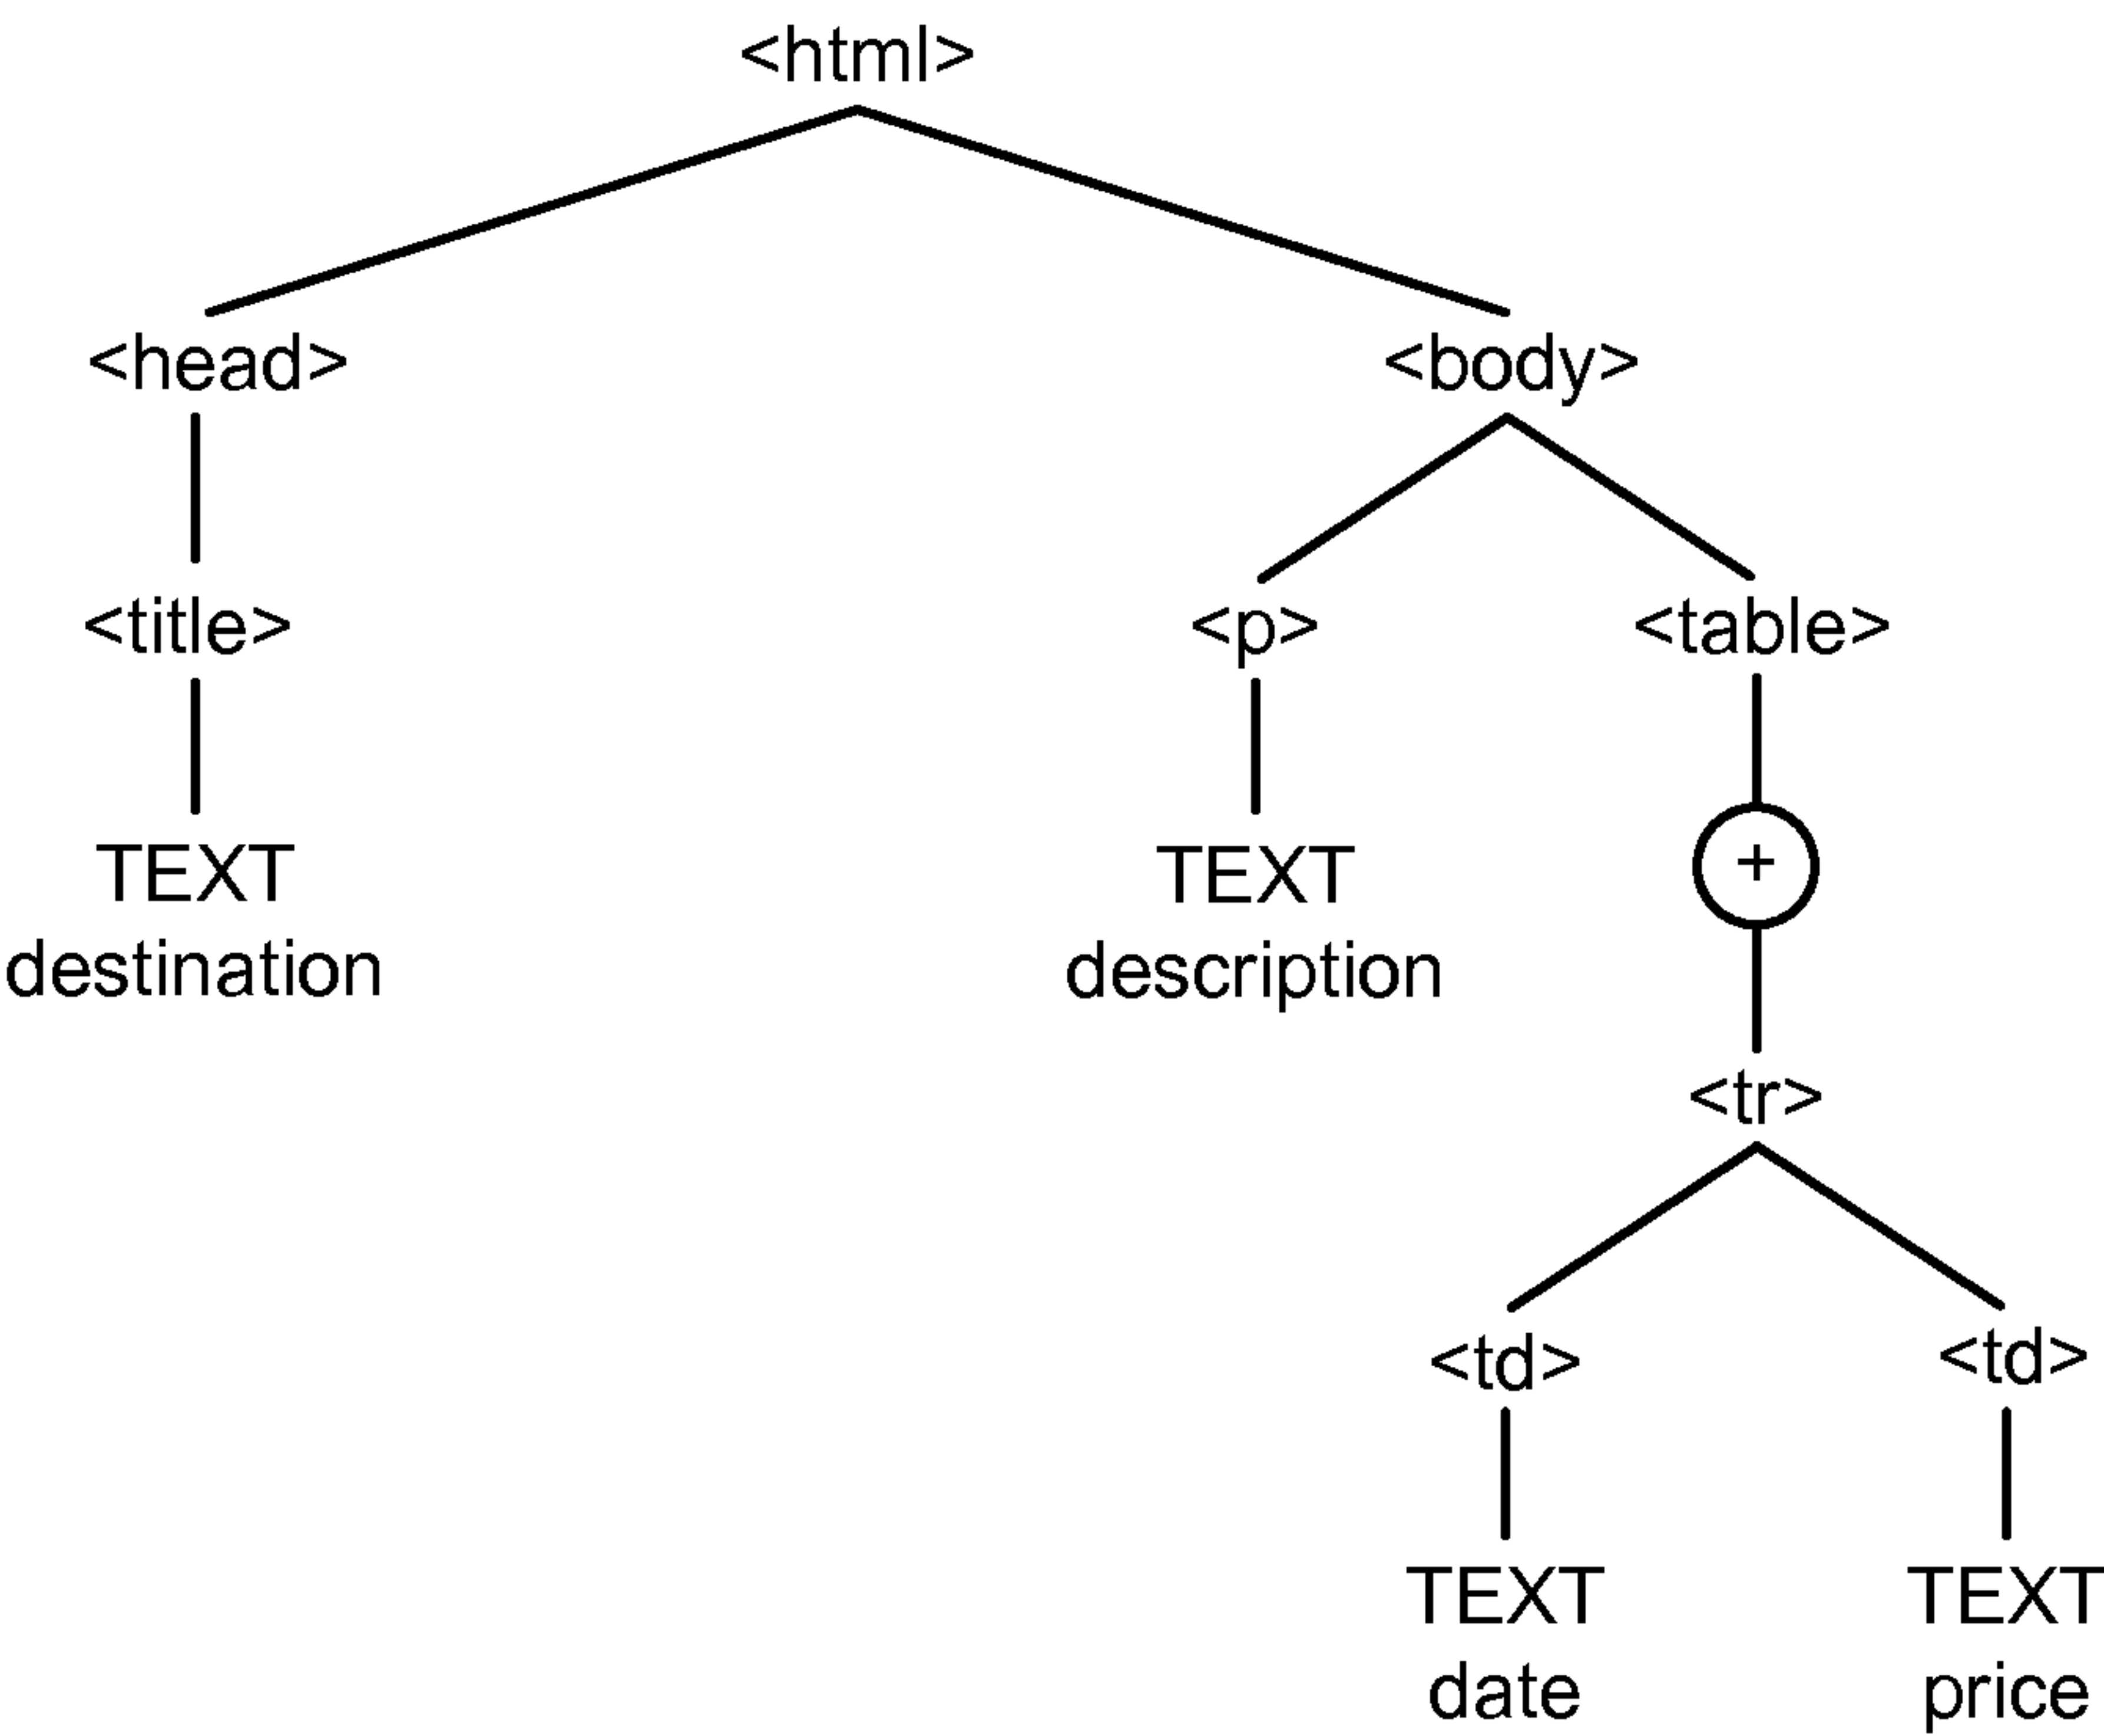 <html>
<head>
<body>
<title>
<p>
<table>
TEXT
destination
TEXT
description
+
<tr>
<td>
<td>
TEXT
date
TEXT
price